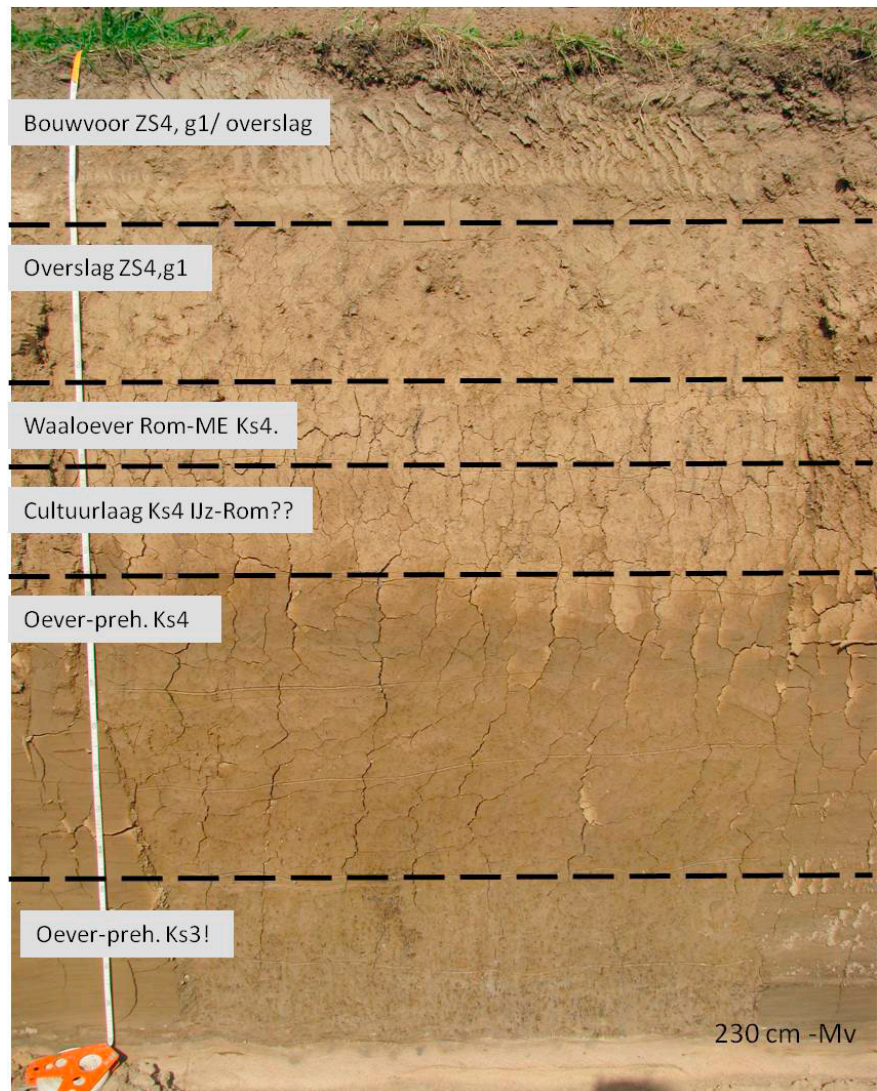 Bouwvoor ZS4, g1/ overslag
Overslag ZS4,g1
Waaloever Rom-ME Ks4.
Cultuurlaag Ks4 IJz-Rom??
Oever-preh. Ks4
Oever-preh. Ks3!
230 cm -Mv